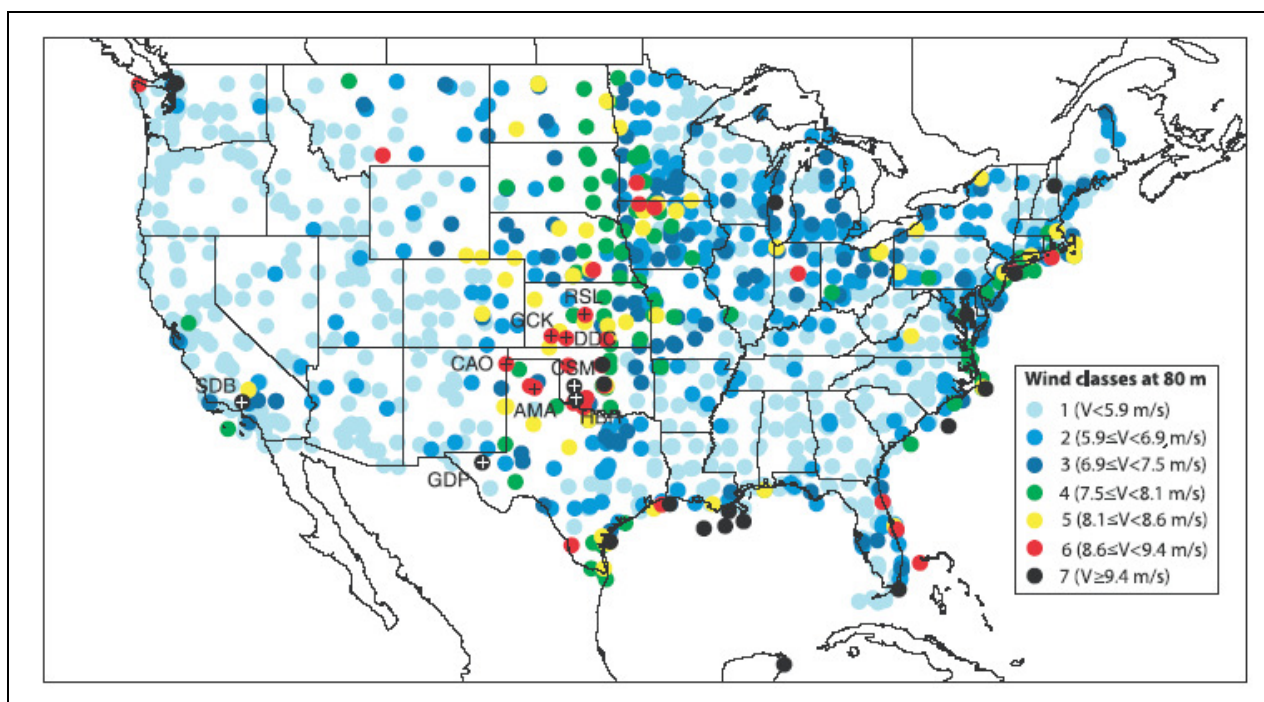 RSL
GCK
DDC
CAO
CSM
SDB
AMA
GDP
Wind classes at 80 m
1 (V<5.9 m/s)
2 (5.9≤V<6.9 m/s)
3 (6.9≤V<7.5 m/s)
4 (7.5≤V<8.1 m/s)
5 (8.1≤V<8.6 m/s)
6 (8.6≤V<9.4 m/s)
7 (V≥9.4 m/s)